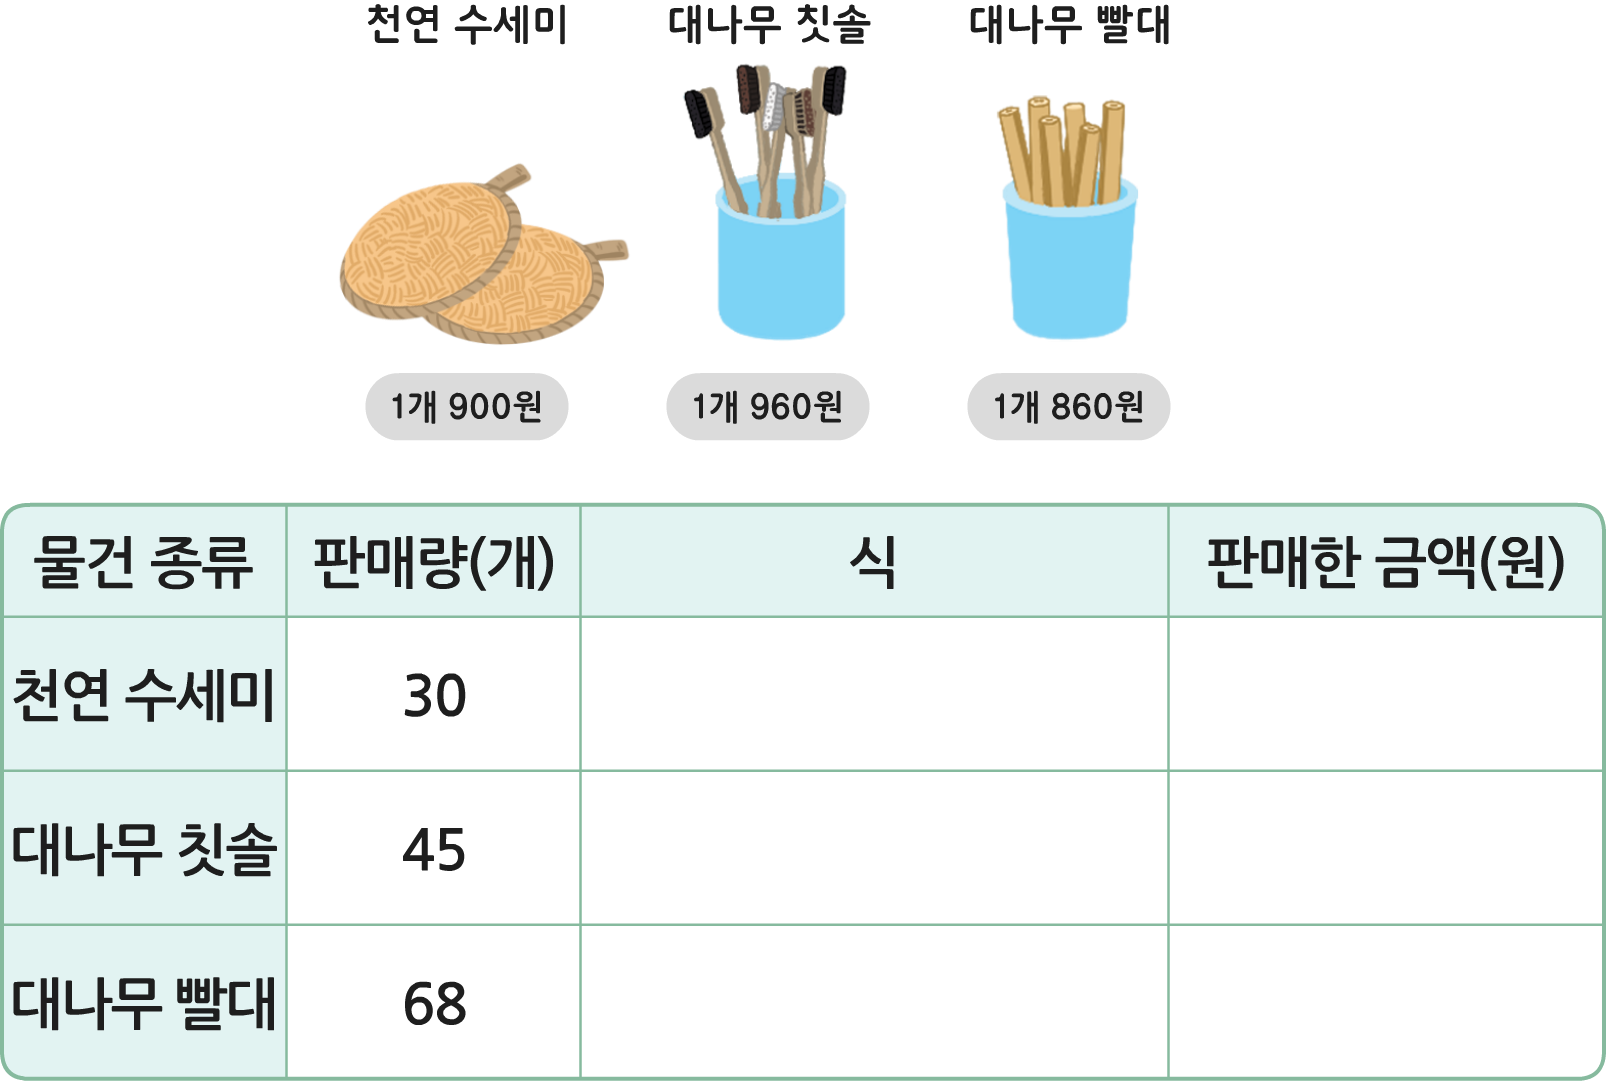 천연 수세미 대나무 칫솔 대나무 빨대
1개 900원 1개 960원 1개 860원
물건 종류 판매량(개) 식 판매한 금액(원)
천연 수세미 30
대나무 칫솔 45
대나무 빨대 68